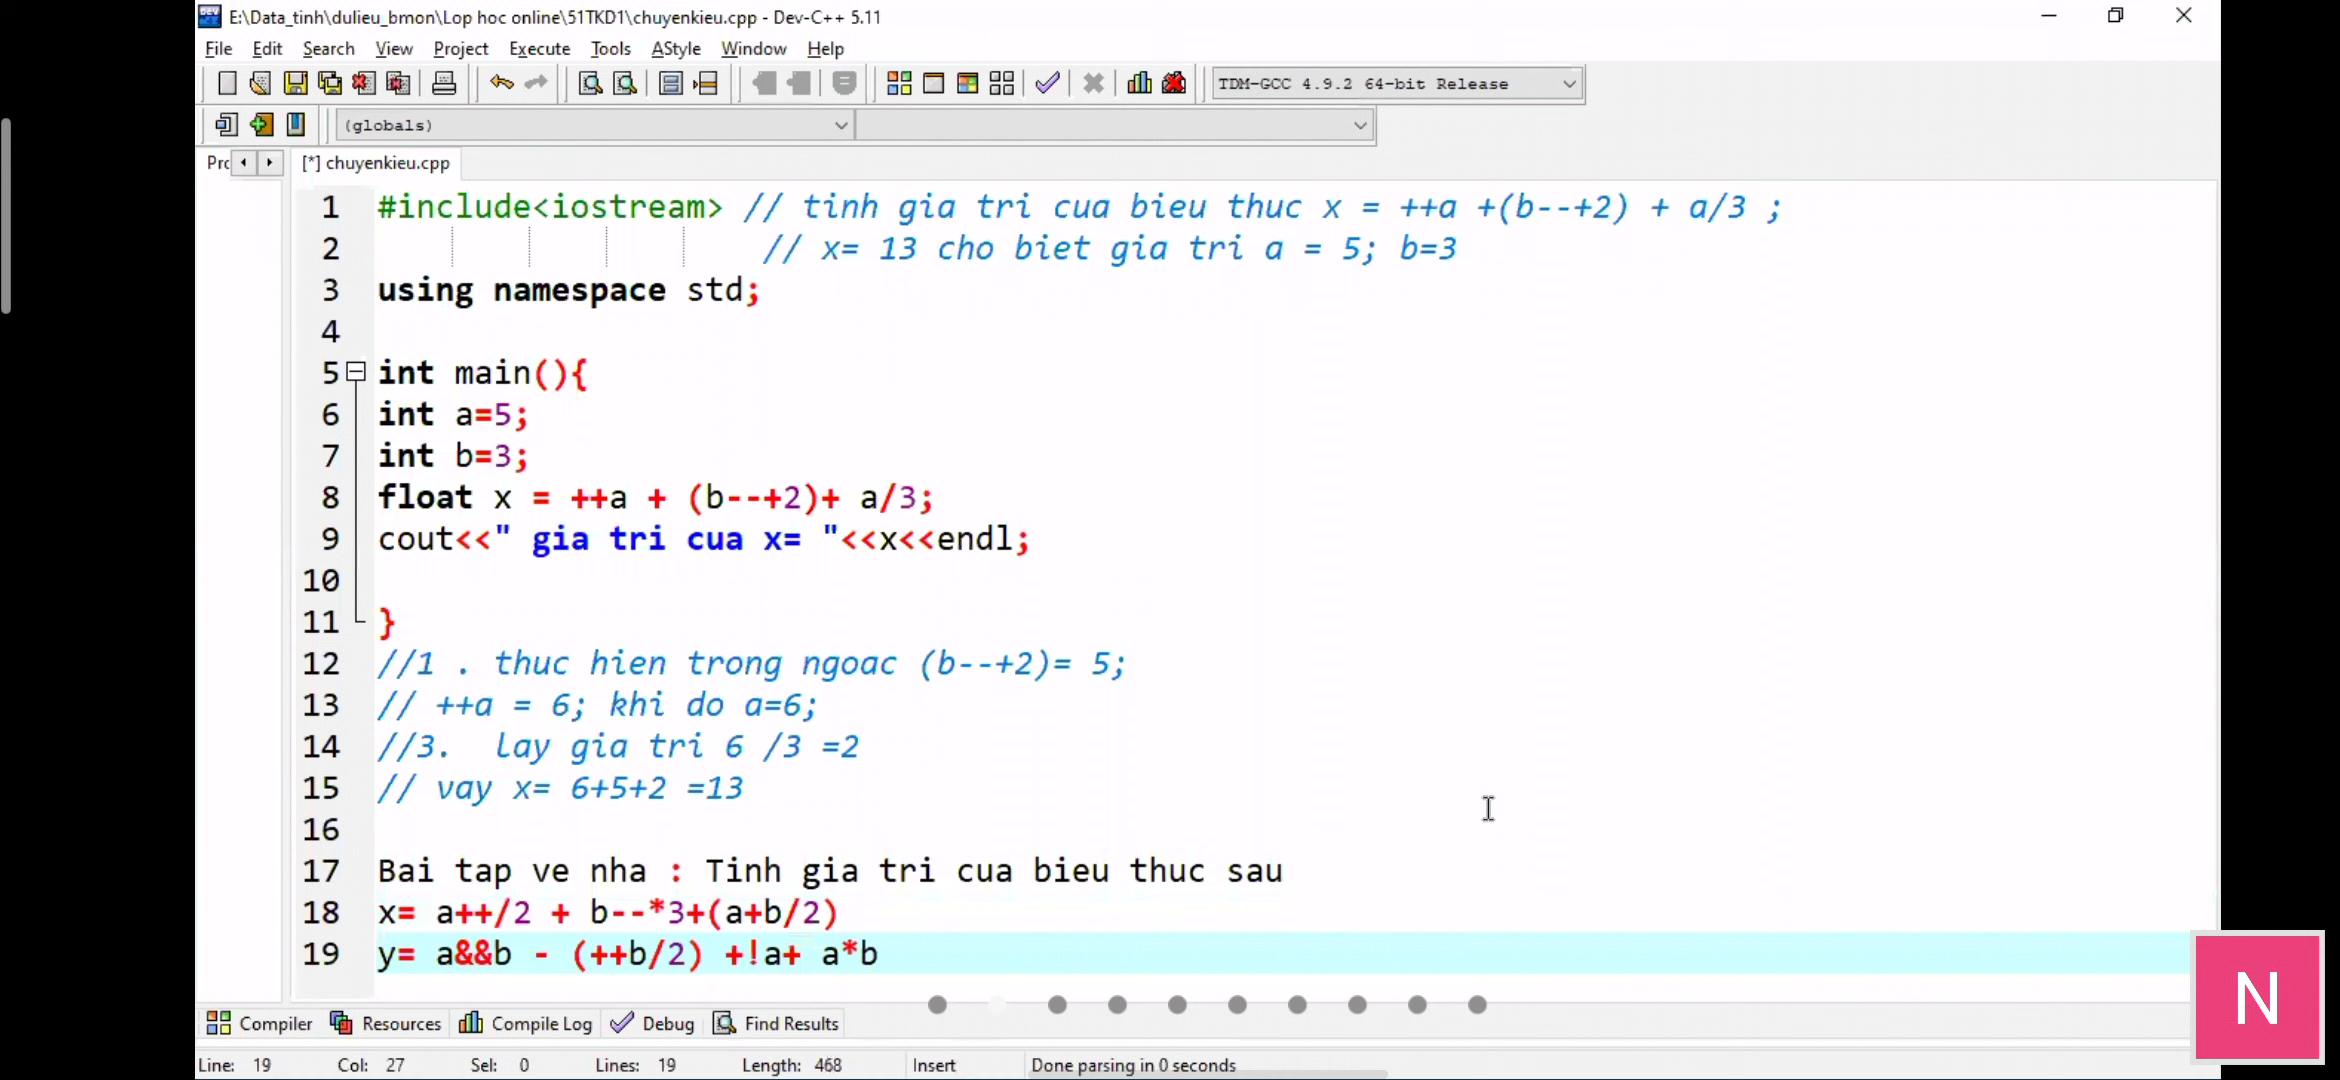 E:\Data_tinh\dulieu_bmon\Lop hoc online\51TKD1\chuyenkieu.cpp - Dev-C++ 5.11
File Edit Search View Project Execute Tools AStyle Window Help
TDM-GCC 4.9.2 64-bit Release
(globals)
Prc [*] chuyenkieu.cpp
1 #include<iostream> // tinh gia tri cua bieu thuc x = ++a +(b--+2) + a/3 ;
2 // x= 13 cho biet gia tri a = 5; b=3
3 using namespace std;
4
5 int main(){
6 int a=5;
7 int b=3;
8 float x = ++a + (b--+2)+ a/3;
9 cout<<" gia tri cua x= "<<x<<endl;
10
11 }
12 //1 . thuc hien trong ngoac (b--+2)= 5;
13 // ++a = 6; khi do a=6;
14 //3.  lay gia tri 6 /3 =2
15 // vay x= 6+5+2 =13
16
17 Bai tap ve nha : Tinh gia tri cua bieu thuc sau
18 x= a++/2 + b--*3+(a+b/2)
19 y= a&&b - (++b/2) +!a+ a*b
N
Compiler Resources Compile Log Debug Find Results
Line: 19 Col: 27 Sel: 0 Lines: 19 Length: 468 Insert Done parsing in 0 seconds